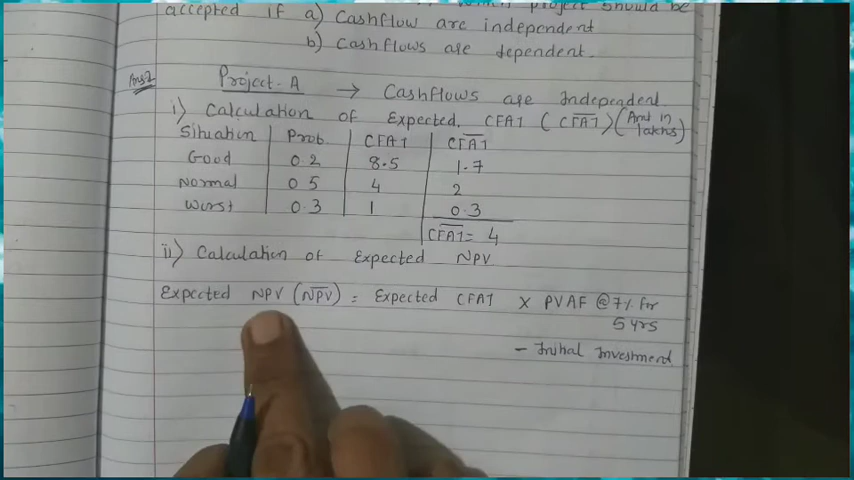 accepted if a) Cashflow are independent
b) Cashflows are dependent.
Ans2 Project-A → Cashflows are Independent
i) Calculation of Expected CFAT (CFAT) (Amt in lakhs)
Situation Prob. CFAT CFAT
Good 0.2 8.5 1.7
Normal 0.5 4 2
Worst 0.3 1 0.3
CFAT = 4
ii) Calculation of Expected NPV
Expected NPV (NPV) = Expected CFAT x PVAF @7% for
5 yrs
- Initial Investment